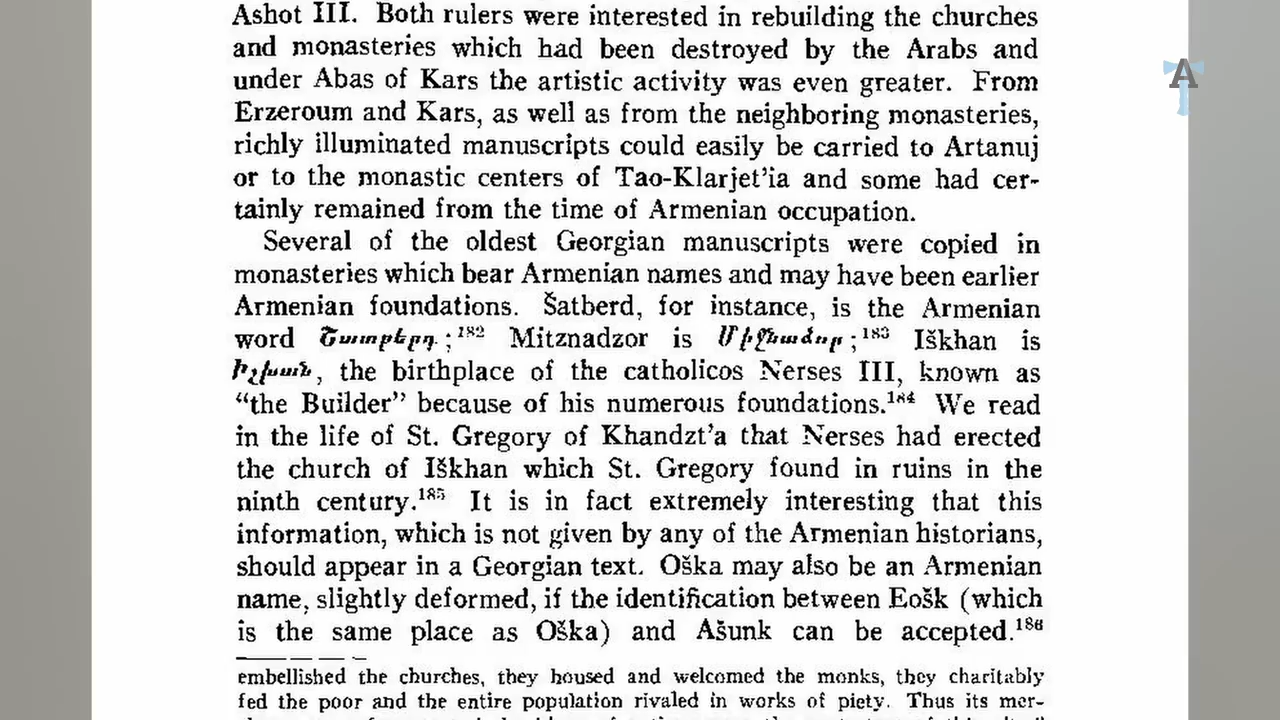 Ashot III. Both rulers were interested in rebuilding the churches
and monasteries which had been destroyed by the Arabs and
under Abas of Kars the artistic activity was even greater. From
Erzeroum and Kars, as well as from the neighboring monasteries,
richly illuminated manuscripts could easily be carried to Artanuj
or to the monastic centers of Tao-Klarjet'ia and some had cer-
tainly remained from the time of Armenian occupation.
Several of the oldest Georgian manuscripts were copied in
monasteries which bear Armenian names and may have been earlier
Armenian foundations. Šatberd, for instance, is the Armenian
word Շատբերդ;¹⁸² Mitznadzor is Միջնաձոր;¹⁸³ Iškhan is
Իշխան, the birthplace of the catholicos Nerses III, known as
“the Builder” because of his numerous foundations.¹⁸⁴ We read
in the life of St. Gregory of Khandzt'a that Nerses had erected
the church of Iškhan which St. Gregory found in ruins in the
ninth century.¹⁸⁵ It is in fact extremely interesting that this
information, which is not given by any of the Armenian historians,
should appear in a Georgian text. Oška may also be an Armenian
name, slightly deformed, if the identification between Eošk (which
is the same place as Oška) and Ašunk can be accepted.¹⁸⁶
embellished the churches, they housed and welcomed the monks, they charitably
fed the poor and the entire population rivaled in works of piety. Thus its mer-